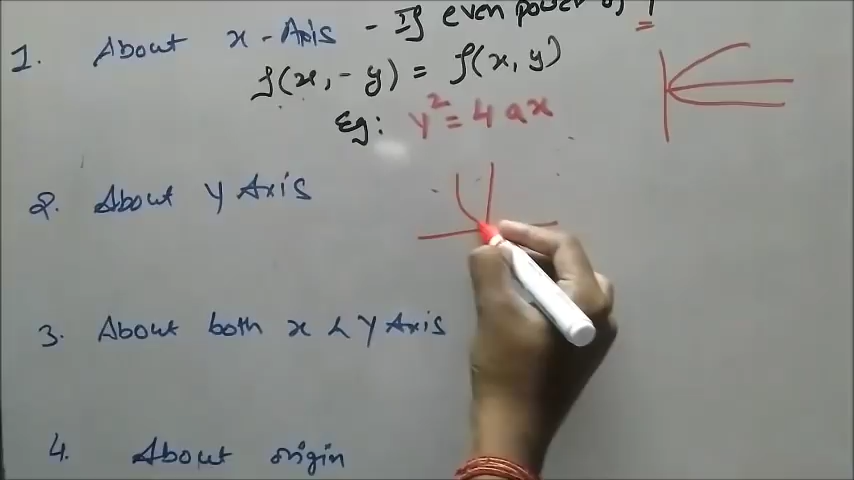 1. About x-Axis - If even power of Y
f(x, -y) = f(x, y)
Eg: y² = 4ax
2. About Y Axis
3. About both x & Y Axis
4. About origin